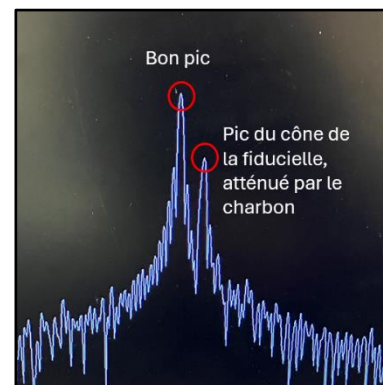 Bon pic
Pic du cône de
la fiducielle,
atténué par le
charbon